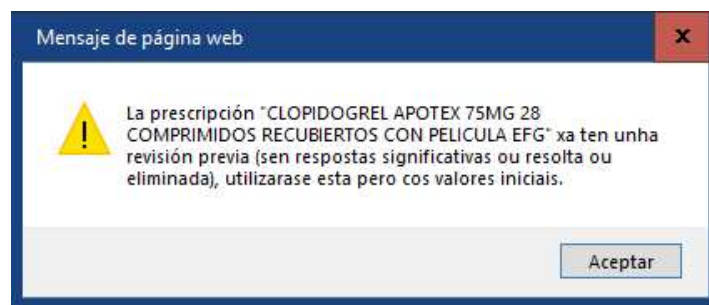 Mensaje de página web
x
La prescripción "CLOPIDOGREL APOTEX 75MG 28
COMPRIMIDOS RECUBIERTOS CON PELICULA EFG" xa ten unha
revisión previa (sen respostas significativas ou resolta ou
eliminada), utilizarase esta pero cos valores iniciais.
Aceptar